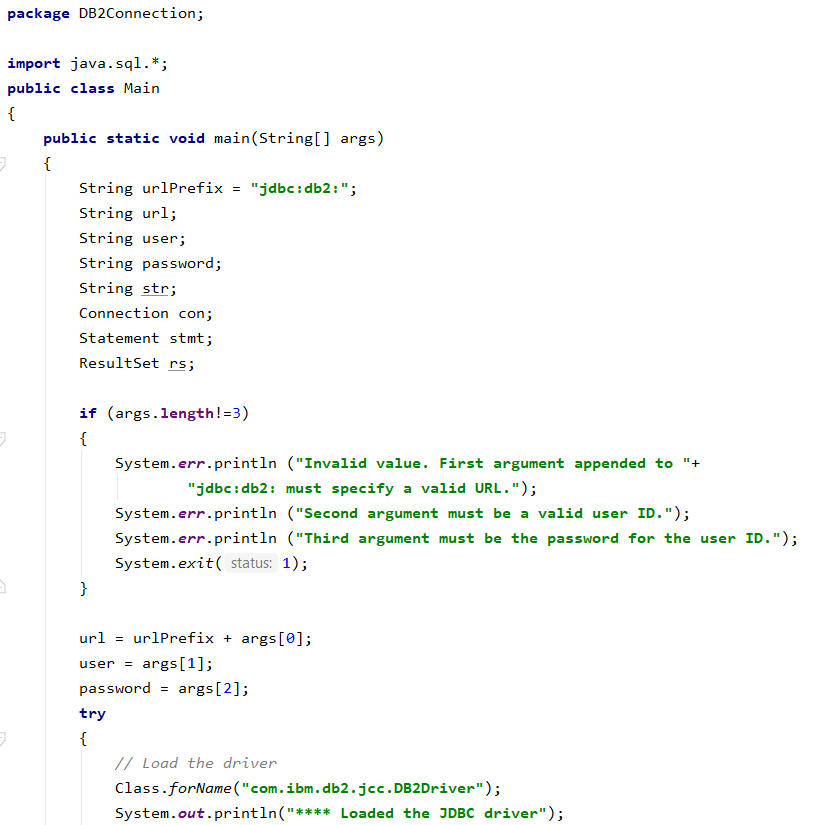 package DB2Connection;
import java.sql.*;
public class Main
{
public static void main(String[] args)
{
String urlPrefix = "jdbc:db2:";
String url;
String user;
String password;
String str;
Connection con;
Statement stmt;
ResultSet rs;
if (args.length!=3)
{
System.err.println ("Invalid value. First argument appended to "+
"jdbc:db2: must specify a valid URL.");
System.err.println ("Second argument must be a valid user ID.");
System.err.println ("Third argument must be the password for the user ID.");
System.exit( status: 1);
}
url = urlPrefix + args[0];
user = args[1];
password = args[2];
try
{
// Load the driver
Class.forName("com.ibm.db2.jcc.DB2Driver");
System.out.println("**** Loaded the JDBC driver");